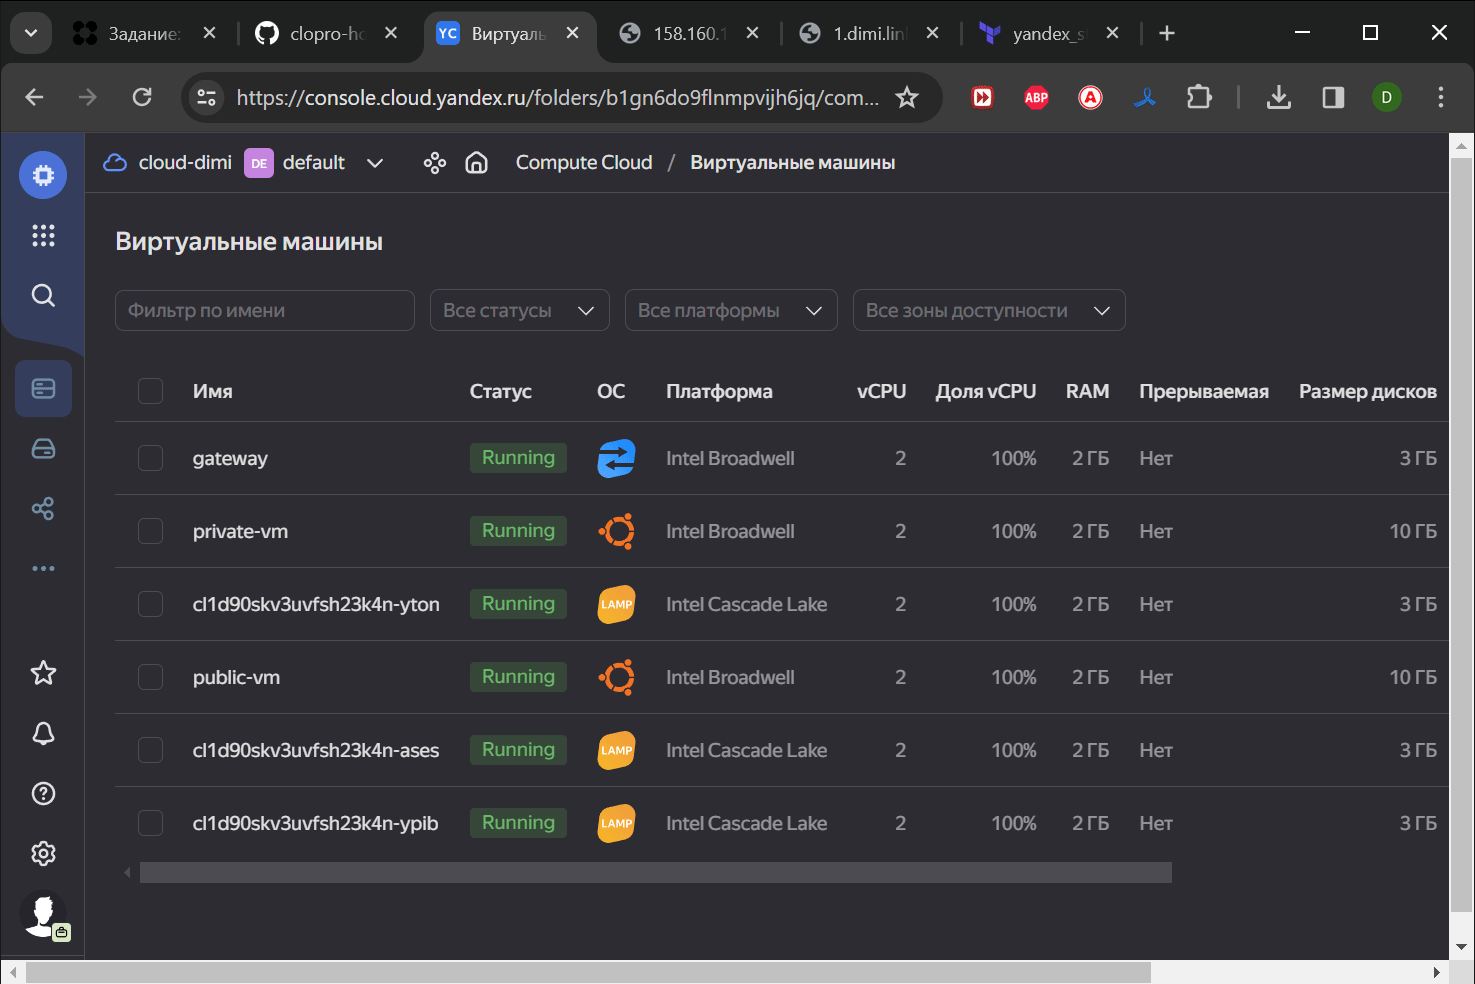 Задание:
clopro-ho
YC Виртуаль
158.160.1
1.dimi.lin
yandex_s
https://console.cloud.yandex.ru/folders/b1gn6do9flnmpvijh6jq/com...
ABP
A
D
cloud-dimi DE default Compute Cloud / Виртуальные машины
Виртуальные машины
Фильтр по имени Все статусы Все платформы Все зоны доступности
Имя Статус ОС Платформа vCPU Доля vCPU RAM Прерываемая Размер дисков
gateway Running Intel Broadwell 2 100% 2 ГБ Нет 3 ГБ
private-vm Running Intel Broadwell 2 100% 2 ГБ Нет 10 ГБ
cl1d90skv3uvfsh23k4n-yton Running LAMP Intel Cascade Lake 2 100% 2 ГБ Нет 3 ГБ
public-vm Running Intel Broadwell 2 100% 2 ГБ Нет 10 ГБ
cl1d90skv3uvfsh23k4n-ases Running LAMP Intel Cascade Lake 2 100% 2 ГБ Нет 3 ГБ
cl1d90skv3uvfsh23k4n-ypib Running LAMP Intel Cascade Lake 2 100% 2 ГБ Нет 3 ГБ